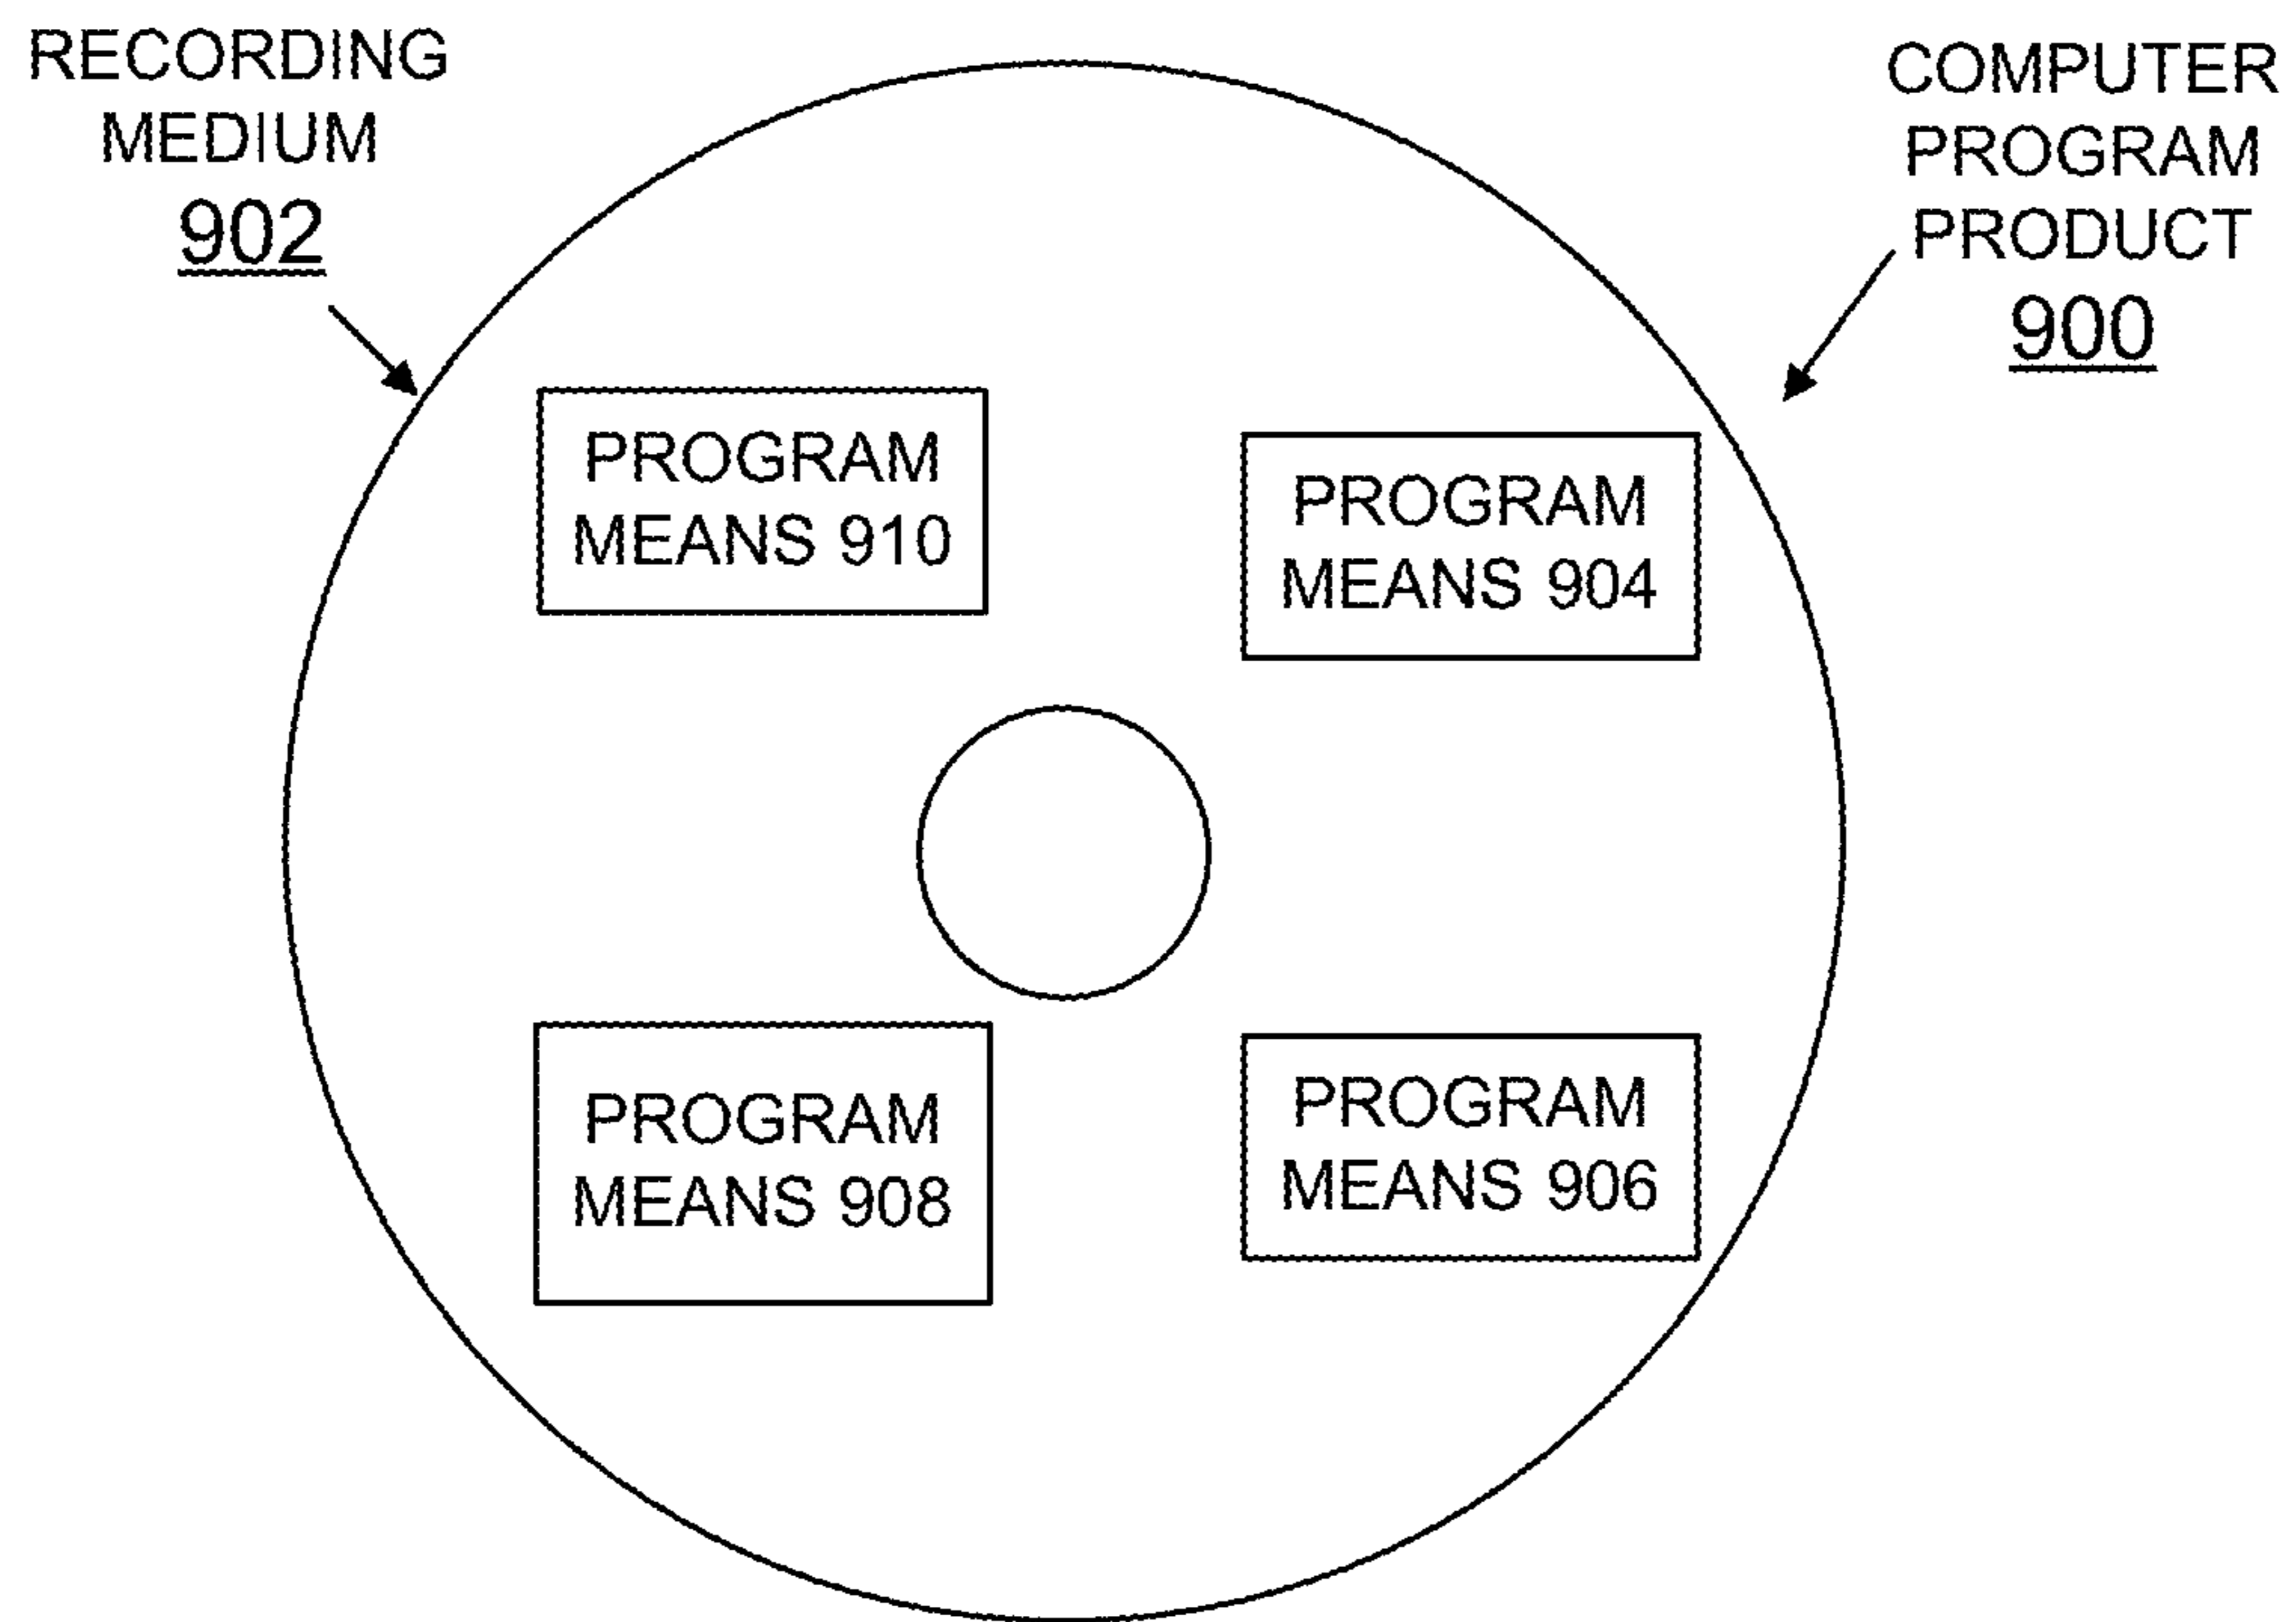 RECORDING
MEDIUM
902
COMPUTER
PROGRAM
PRODUCT
900
PROGRAM
MEANS 910
PROGRAM
MEANS 904
PROGRAM
MEANS 908
PROGRAM
MEANS 906